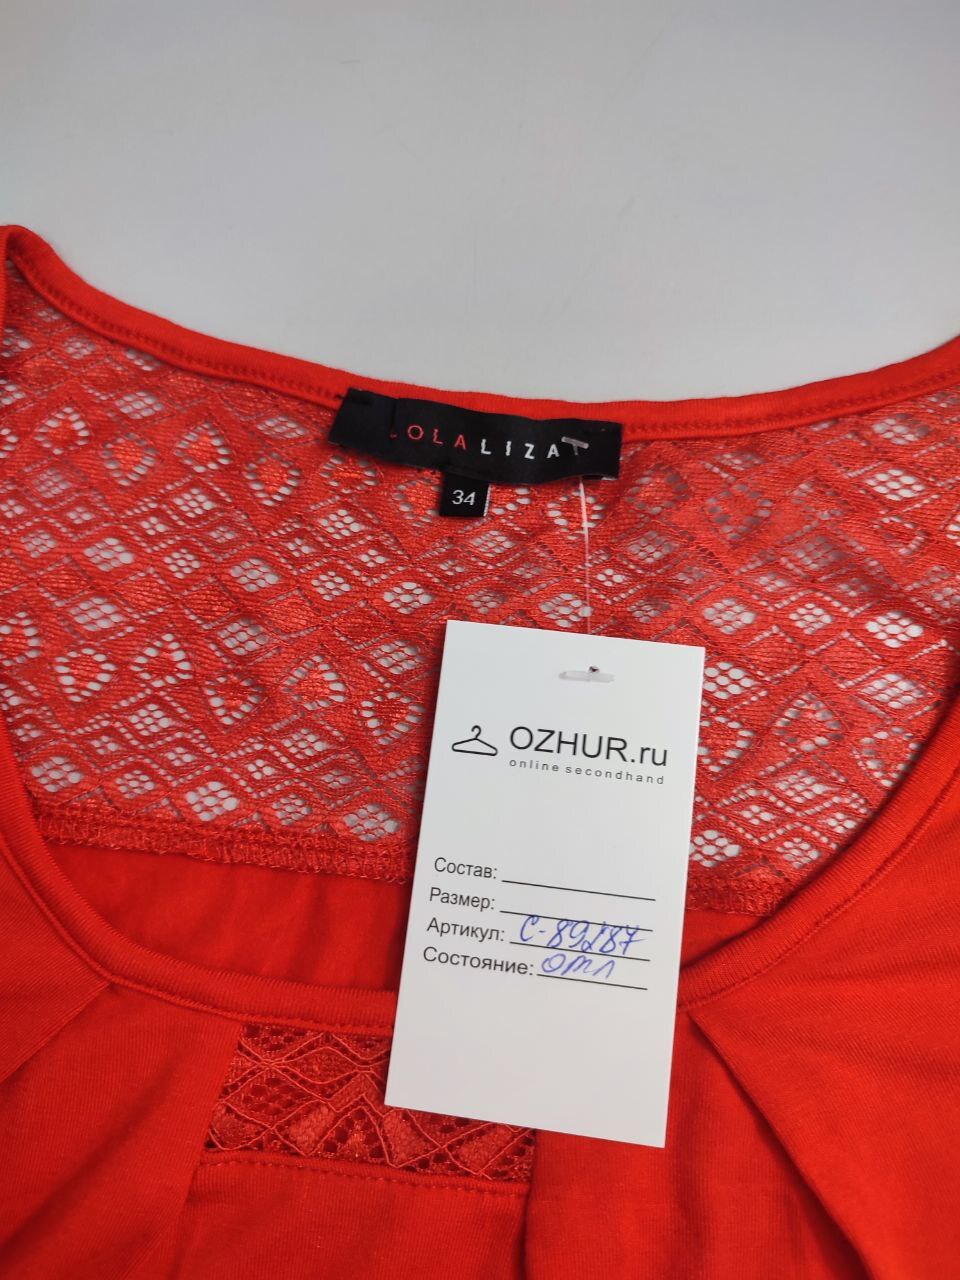 LOLALIZA
34
OZHUR.ru
online secondhand
Состав:
Размер:
Артикул: С-89287
Состояние: отл